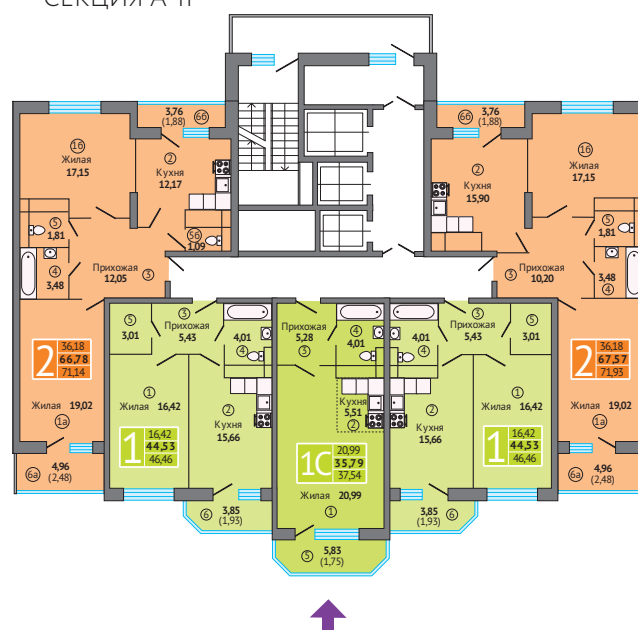 СЕКЦИЯ А-11
3,76
(1,88)
6б
1б
Жилая
17,15
2
Кухня
12,17
5
1,81
4
3,48
5б
1,09
Прихожая
12,05
3
2
36,18
66,78
71,14
Жилая 19,02
1а
6а
4,96
(2,48)
6б
3,76
(1,88)
2
Кухня
15,90
1б
Жилая
17,15
5
1,81
3,48
4
Прихожая
3
10,20
2
36,18
67,57
71,93
Жилая 19,02
1а
6а
4,96
(2,48)
5
3,01
3
Прихожая
5,43
4,01
4
1
Жилая 16,42
2
Кухня
15,66
1
16,42
44,53
46,46
6
3,85
(1,93)
Прихожая
5,28
3
4
4,01
Кухня
5,51
2
1С
20,99
35,79
37,54
Жилая 20,99
1
5
5,83
(1,75)
4,01
4
3
Прихожая
5,43
5
3,01
2
Кухня
15,66
1
Жилая 16,42
1
16,42
44,53
46,46
3,85
(1,93)
6